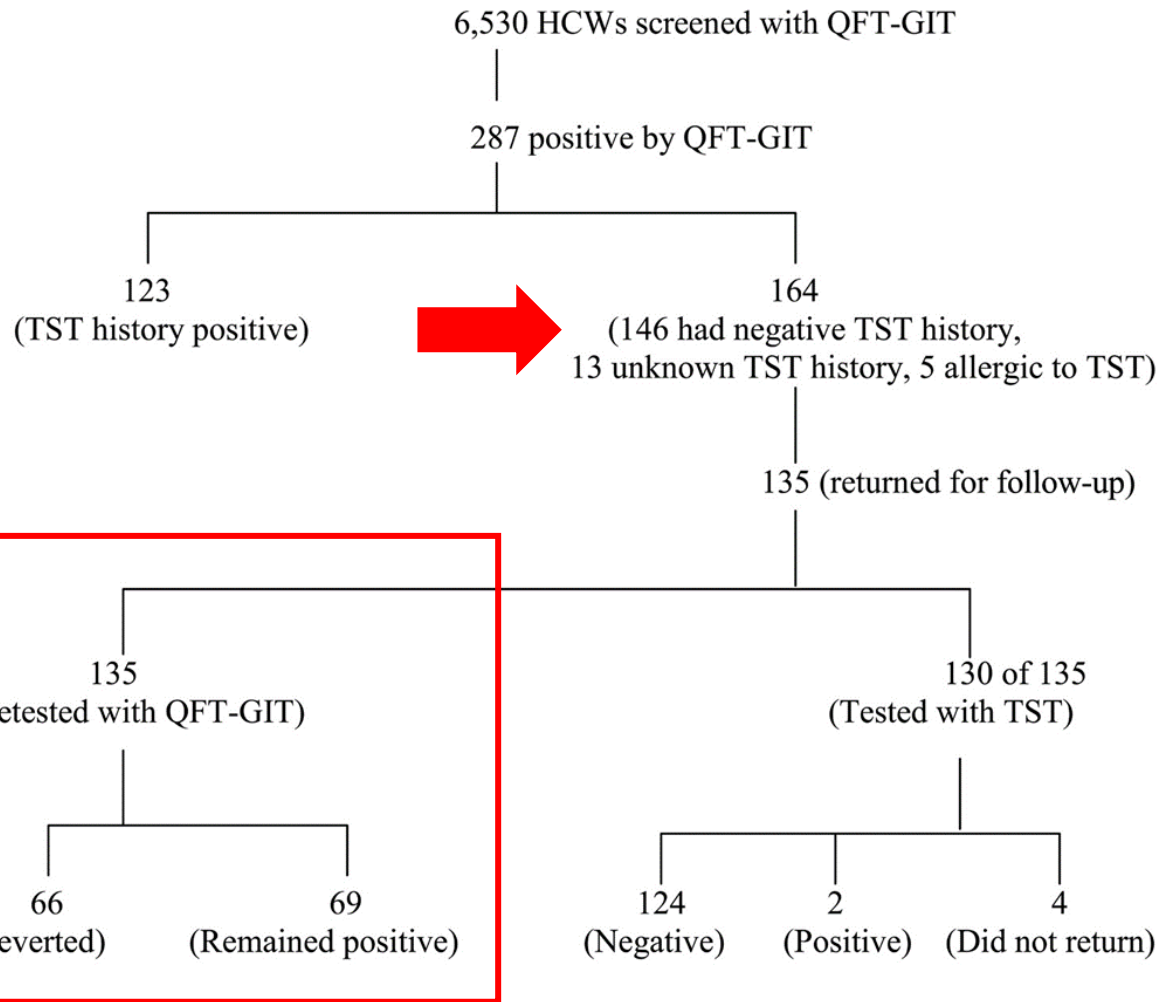 6,530 HCWs screened with QFT-GIT
287 positive by QFT-GIT
123
(TST history positive)
164
(146 had negative TST history,
13 unknown TST history, 5 allergic to TST)
135 (returned for follow-up)
135
etested with QFT-GIT)
130 of 135
(Tested with TST)
66
everted)
69
(Remained positive)
124
(Negative)
2
(Positive)
4
(Did not return)